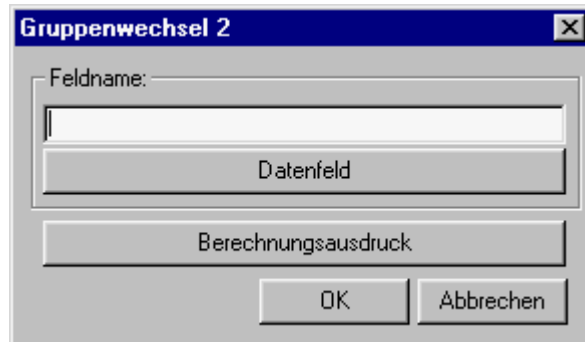 Gruppenwechsel 2
Feldname:
Datenfeld
Berechnungsausdruck
OK Abbrechen